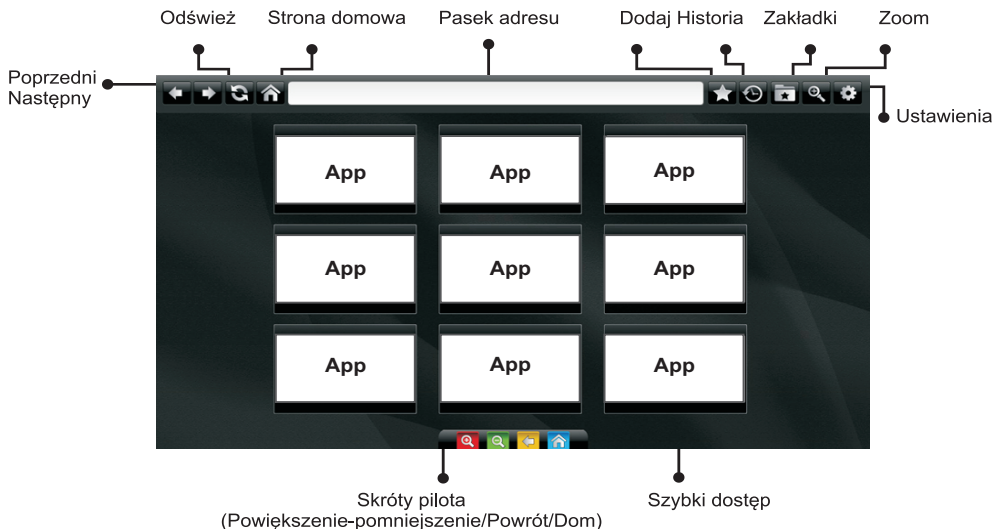 Odśwież Strona domowa Pasek adresu Dodaj Historia Zakładki Zoom
Poprzedni
Następny
Ustawienia
App App App
App App App
App App App
Skróty pilota Szybki dostęp
(Powiększenie-pomniejszenie/Powrót/Dom)